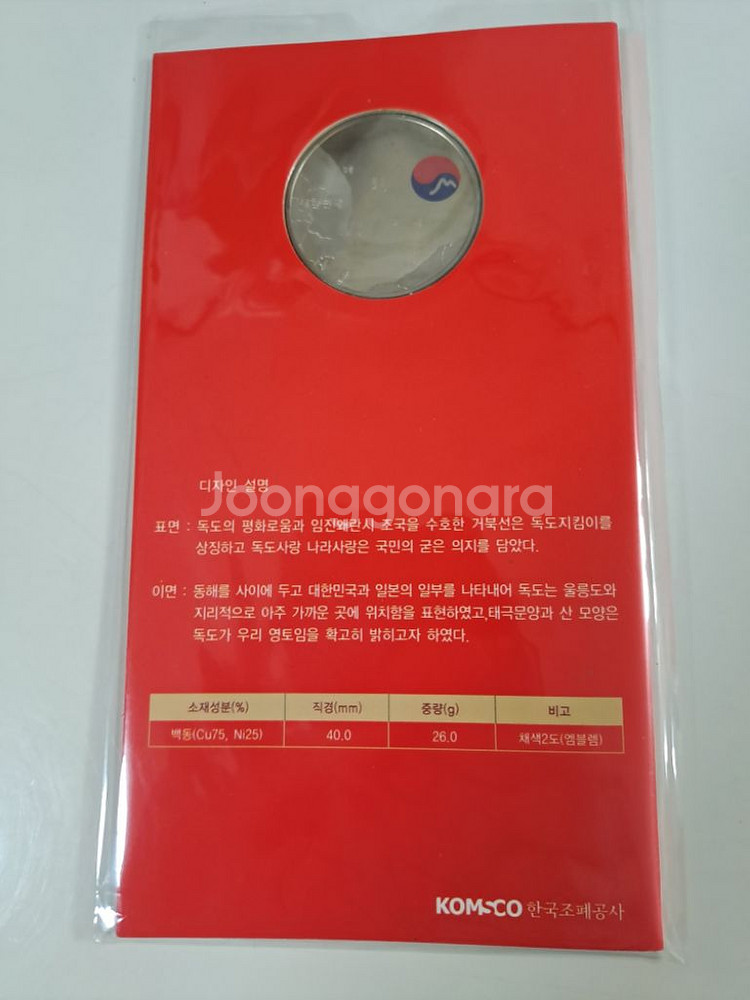 대한민국
디자인 설명
Joonggonara
표면 : 독도의 평화로움과 임진왜란시 조국을 수호한 거북선은 독도지킴이를
상징하고 독도사랑 나라사랑은 국민의 굳은 의지를 담았다.
이면 : 동해를 사이에 두고 대한민국과 일본의 일부를 나타내어 독도는 울릉도와
지리적으로 아주 가까운 곳에 위치함을 표현하였고,태극문양과 산 모양은
독도가 우리 영토임을 확고히 밝히고자 하였다.
소재성분(%) 직경(mm) 중량(g) 비고
백동(Cu75, Ni25) 40.0 26.0 채색2도(엠블렘)
KOMSCO 한국조폐공사